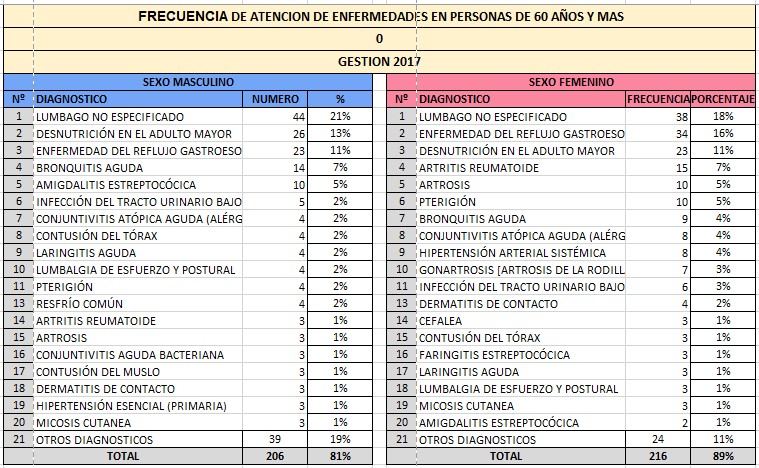 FRECUENCIA DE ATENCION DE ENFERMEDADES EN PERSONAS DE 60 AÑOS Y MAS
0
GESTION 2017
SEXO MASCULINO
Nº DIAGNOSTICO NUMERO %
1 LUMBAGO NO ESPECIFICADO 44 21%
2 DESNUTRICIÓN EN EL ADULTO MAYOR 26 13%
3 ENFERMEDAD DEL REFLUJO GASTROESO 23 11%
4 BRONQUITIS AGUDA 14 7%
5 AMIGDALITIS ESTREPTOCÓCICA 10 5%
6 INFECCIÓN DEL TRACTO URINARIO BAJO 5 2%
7 CONJUNTIVITIS ATÓPICA AGUDA (ALÉRG 4 2%
8 CONTUSIÓN DEL TÓRAX 4 2%
9 LARINGITIS AGUDA 4 2%
10 LUMBALGIA DE ESFUERZO Y POSTURAL 4 2%
11 PTERIGIÓN 4 2%
13 RESFRÍO COMÚN 4 2%
14 ARTRITIS REUMATOIDE 3 1%
15 ARTROSIS 3 1%
16 CONJUNTIVITIS AGUDA BACTERIANA 3 1%
17 CONTUSIÓN DEL MUSLO 3 1%
18 DERMATITIS DE CONTACTO 3 1%
19 HIPERTENSIÓN ESENCIAL (PRIMARIA) 3 1%
20 MICOSIS CUTANEA 3 1%
21 OTROS DIAGNOSTICOS 39 19%
TOTAL 206 81%
SEXO FEMENINO
Nº DIAGNOSTICO FRECUENCIA PORCENTAJE
1 LUMBAGO NO ESPECIFICADO 38 18%
2 ENFERMEDAD DEL REFLUJO GASTROESO 34 16%
3 DESNUTRICIÓN EN EL ADULTO MAYOR 23 11%
4 ARTRITIS REUMATOIDE 15 7%
5 ARTROSIS 10 5%
6 PTERIGIÓN 10 5%
7 BRONQUITIS AGUDA 9 4%
8 CONJUNTIVITIS ATÓPICA AGUDA (ALÉRG 8 4%
9 HIPERTENSIÓN ARTERIAL SISTÉMICA 8 4%
10 GONARTROSIS [ARTROSIS DE LA RODILL 7 3%
11 INFECCIÓN DEL TRACTO URINARIO BAJO 6 3%
13 DERMATITIS DE CONTACTO 4 2%
14 CEFALEA 3 1%
15 CONTUSIÓN DEL TÓRAX 3 1%
16 FARINGITIS ESTREPTOCÓCICA 3 1%
17 LARINGITIS AGUDA 3 1%
18 LUMBALGIA DE ESFUERZO Y POSTURAL 3 1%
19 MICOSIS CUTANEA 3 1%
20 AMIGDALITIS ESTREPTOCÓCICA 2 1%
21 OTROS DIAGNOSTICOS 24 11%
TOTAL 216 89%